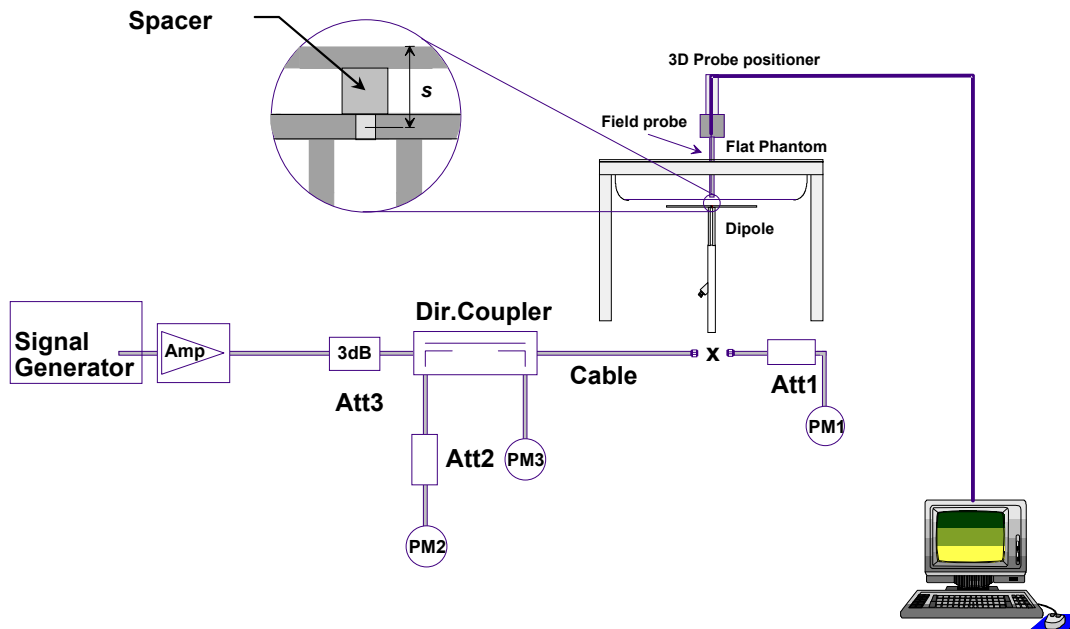 Spacer
s
3D Probe positioner
Field probe
Flat Phantom
Dipole
Dir.Coupler
Signal
Generator
Amp
3dB
Att3
Cable
x
Att1
PM1
Att2
PM3
PM2